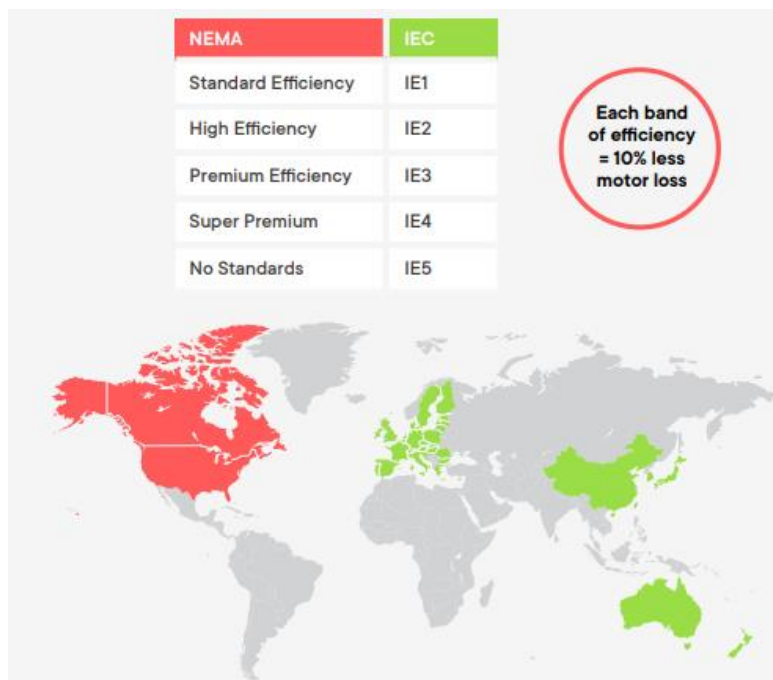 NEMA IEC
Standard Efficiency IE1
High Efficiency IE2
Premium Efficiency IE3
Super Premium IE4
No Standards IE5
Each band
of efficiency
= 10% less
motor loss